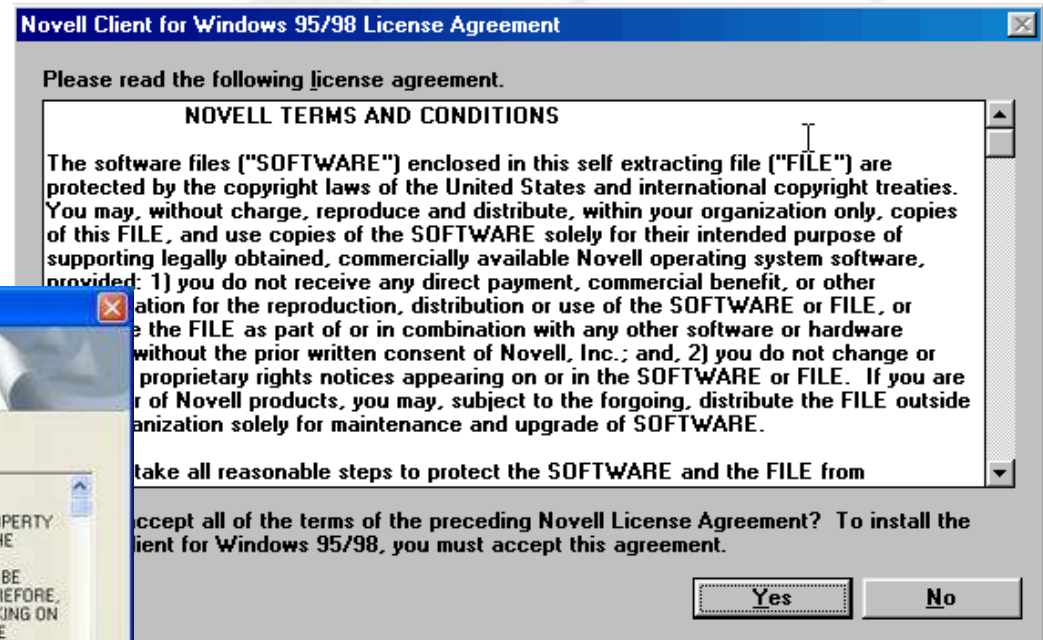 Novell Client for Windows 95/98 License Agreement
Please read the following license agreement.
NOVELL TERMS AND CONDITIONS
The software files ("SOFTWARE") enclosed in this self extracting file ("FILE") are
protected by the copyright laws of the United States and international copyright treaties.
You may, without charge, reproduce and distribute, within your organization only, copies
of this FILE, and use copies of the SOFTWARE solely for their intended purpose of
supporting legally obtained, commercially available Novell operating system software,
provided: 1) you do not receive any direct payment, commercial benefit, or other
ation for the reproduction, distribution or use of the SOFTWARE or FILE, or
e the FILE as part of or in combination with any other software or hardware
without the prior written consent of Novell, Inc.; and, 2) you do not change or
proprietary rights notices appearing on or in the SOFTWARE or FILE.  If you are
r of Novell products, you may, subject to the forgoing, distribute the FILE outside
anization solely for maintenance and upgrade of SOFTWARE.
take all reasonable steps to protect the SOFTWARE and the FILE from
ccept all of the terms of the preceding Novell License Agreement?  To install the
lient for Windows 95/98, you must accept this agreement.
Yes
No
OPERTY
HE
BE
REFORE,
KING ON
E